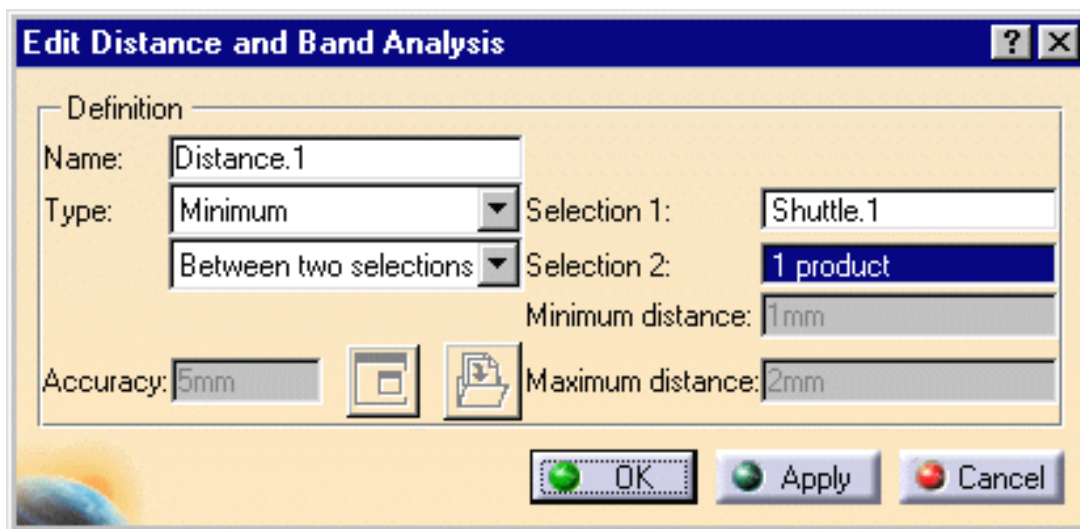 Edit Distance and Band Analysis
Definition
Name: Distance.1
Type: Minimum Selection 1: Shuttle.1
Between two selections Selection 2: 1 product
Minimum distance: 1mm
Accuracy: 5mm Maximum distance: 2mm
OK Apply Cancel